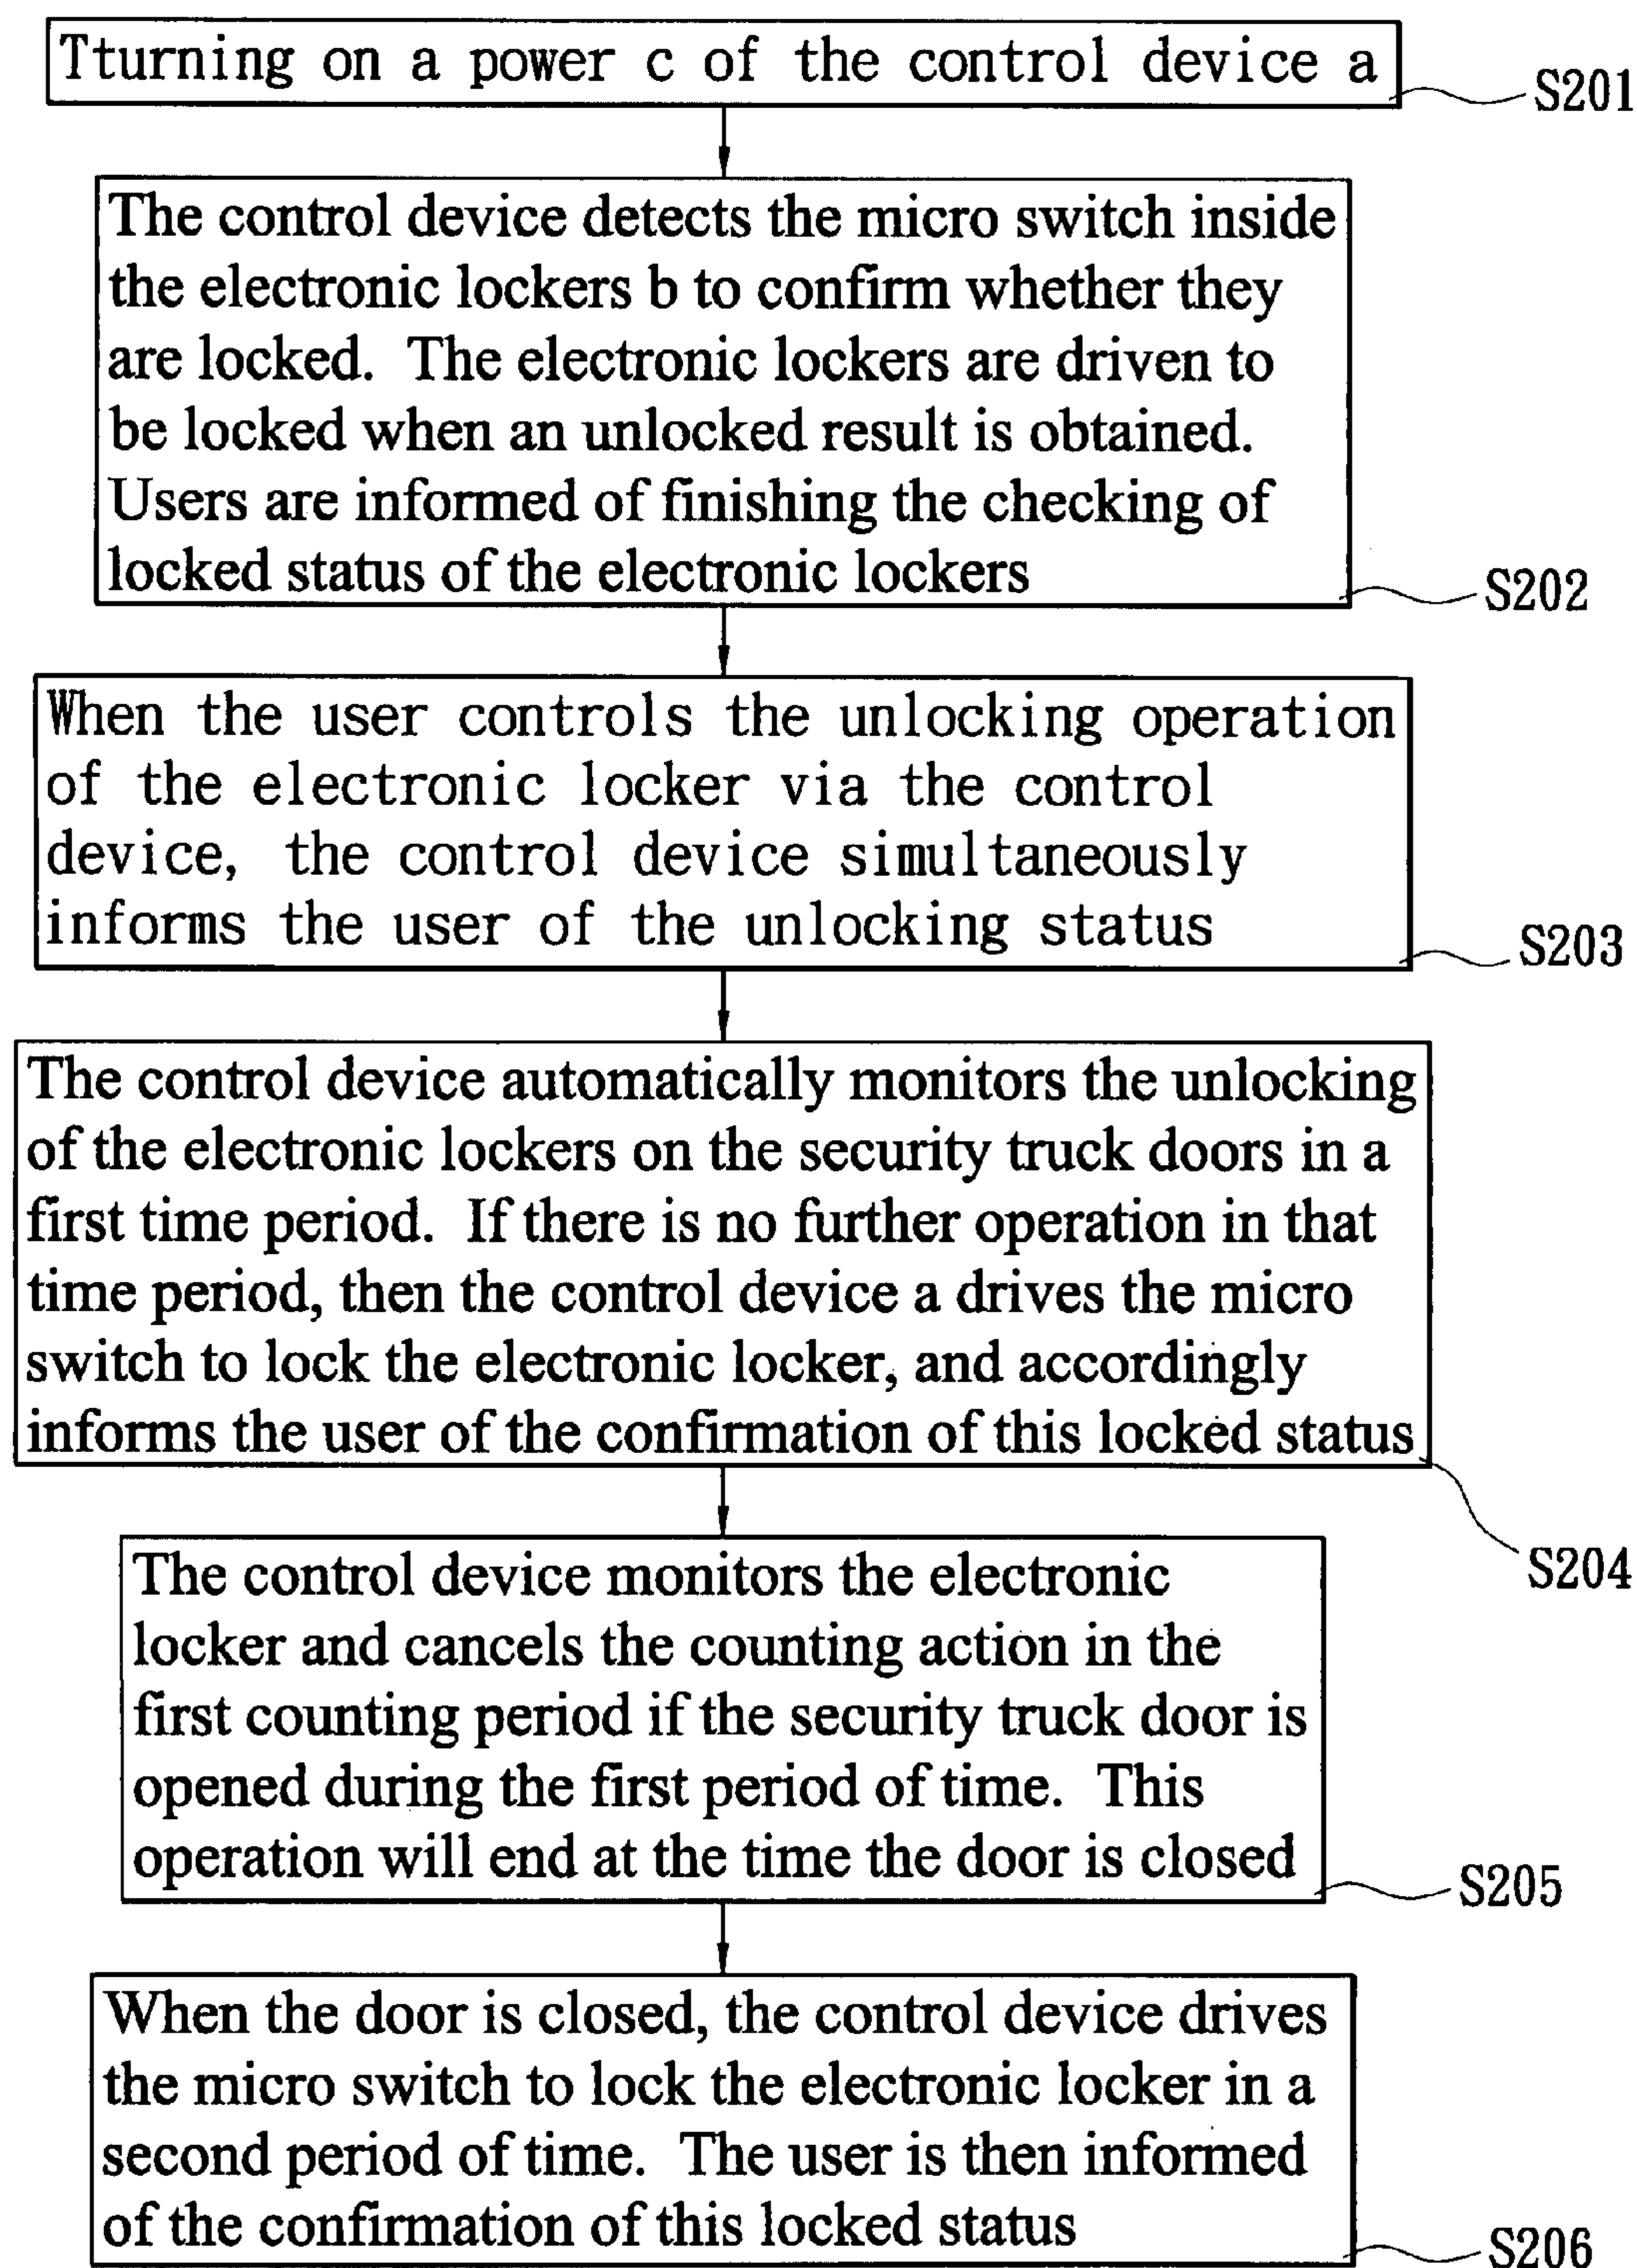 Tturning on a power c of the control device a
S201
The control device detects the micro switch inside
the electronic lockers b to confirm whether they
are locked. The electronic lockers are driven to
be locked when an unlocked result is obtained.
Users are informed of finishing the checking of
locked status of the electronic lockers
S202
When the user controls the unlocking operation
of the electronic locker via the control
device, the control device simultaneously
informs the user of the unlocking status
S203
The control device automatically monitors the unlocking
of the electronic lockers on the security truck doors in a
first time period. If there is no further operation in that
time period, then the control device a drives the micro
switch to lock the electronic locker, and accordingly
informs the user of the confirmation of this locked status
S204
The control device monitors the electronic
locker and cancels the counting action in the
first counting period if the security truck door is
opened during the first period of time. This
operation will end at the time the door is closed
S205
When the door is closed, the control device drives
the micro switch to lock the electronic locker in a
second period of time. The user is then informed
of the confirmation of this locked status
S206